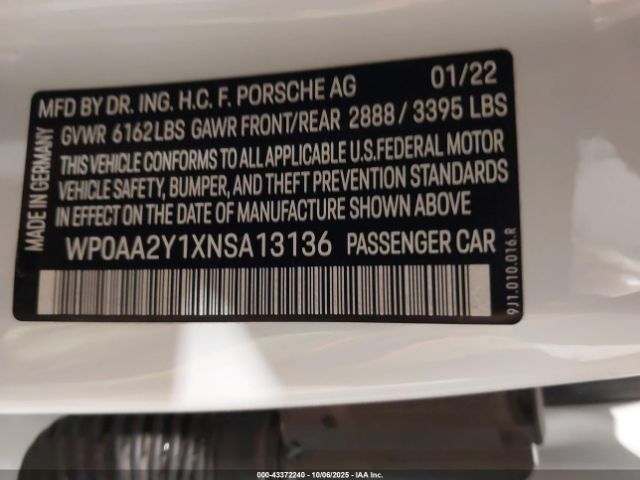 MFD BY DR. ING. H.C. F. PORSCHE AG 01/22
GVWR 6162LBS GAWR FRONT/REAR 2888 / 3395 LBS
THIS VEHICLE CONFORMS TO ALL APPLICABLE U.S.FEDERAL MOTOR
VEHICLE SAFETY, BUMPER, AND THEFT PREVENTION STANDARDS
IN EFFECT ON THE DATE OF MANUFACTURE SHOWN ABOVE
WP0AA2Y1XNSA13136 PASSENGER CAR
MADE IN GERMANY
9J1.010.016.R
000-43372240 - 10/06/2025 - IAA Inc.